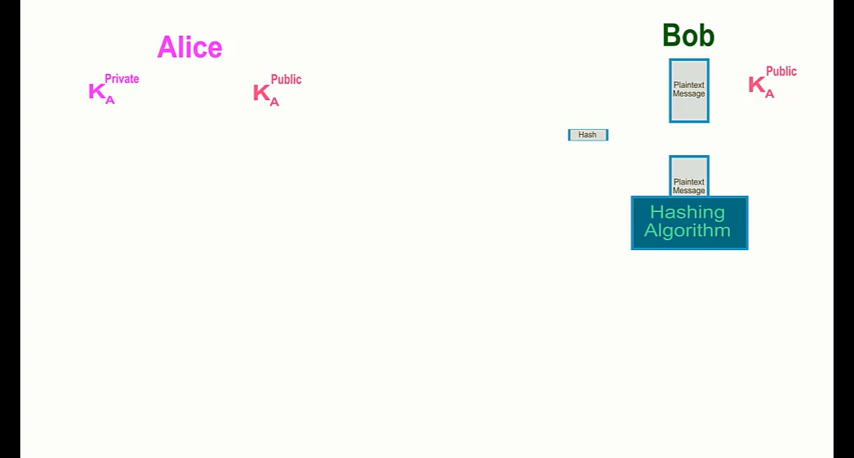 Alice
Bob
K A Private
K A Public
Plaintext
Message
K A Public
Hash
Plaintext
Message
Hashing
Algorithm